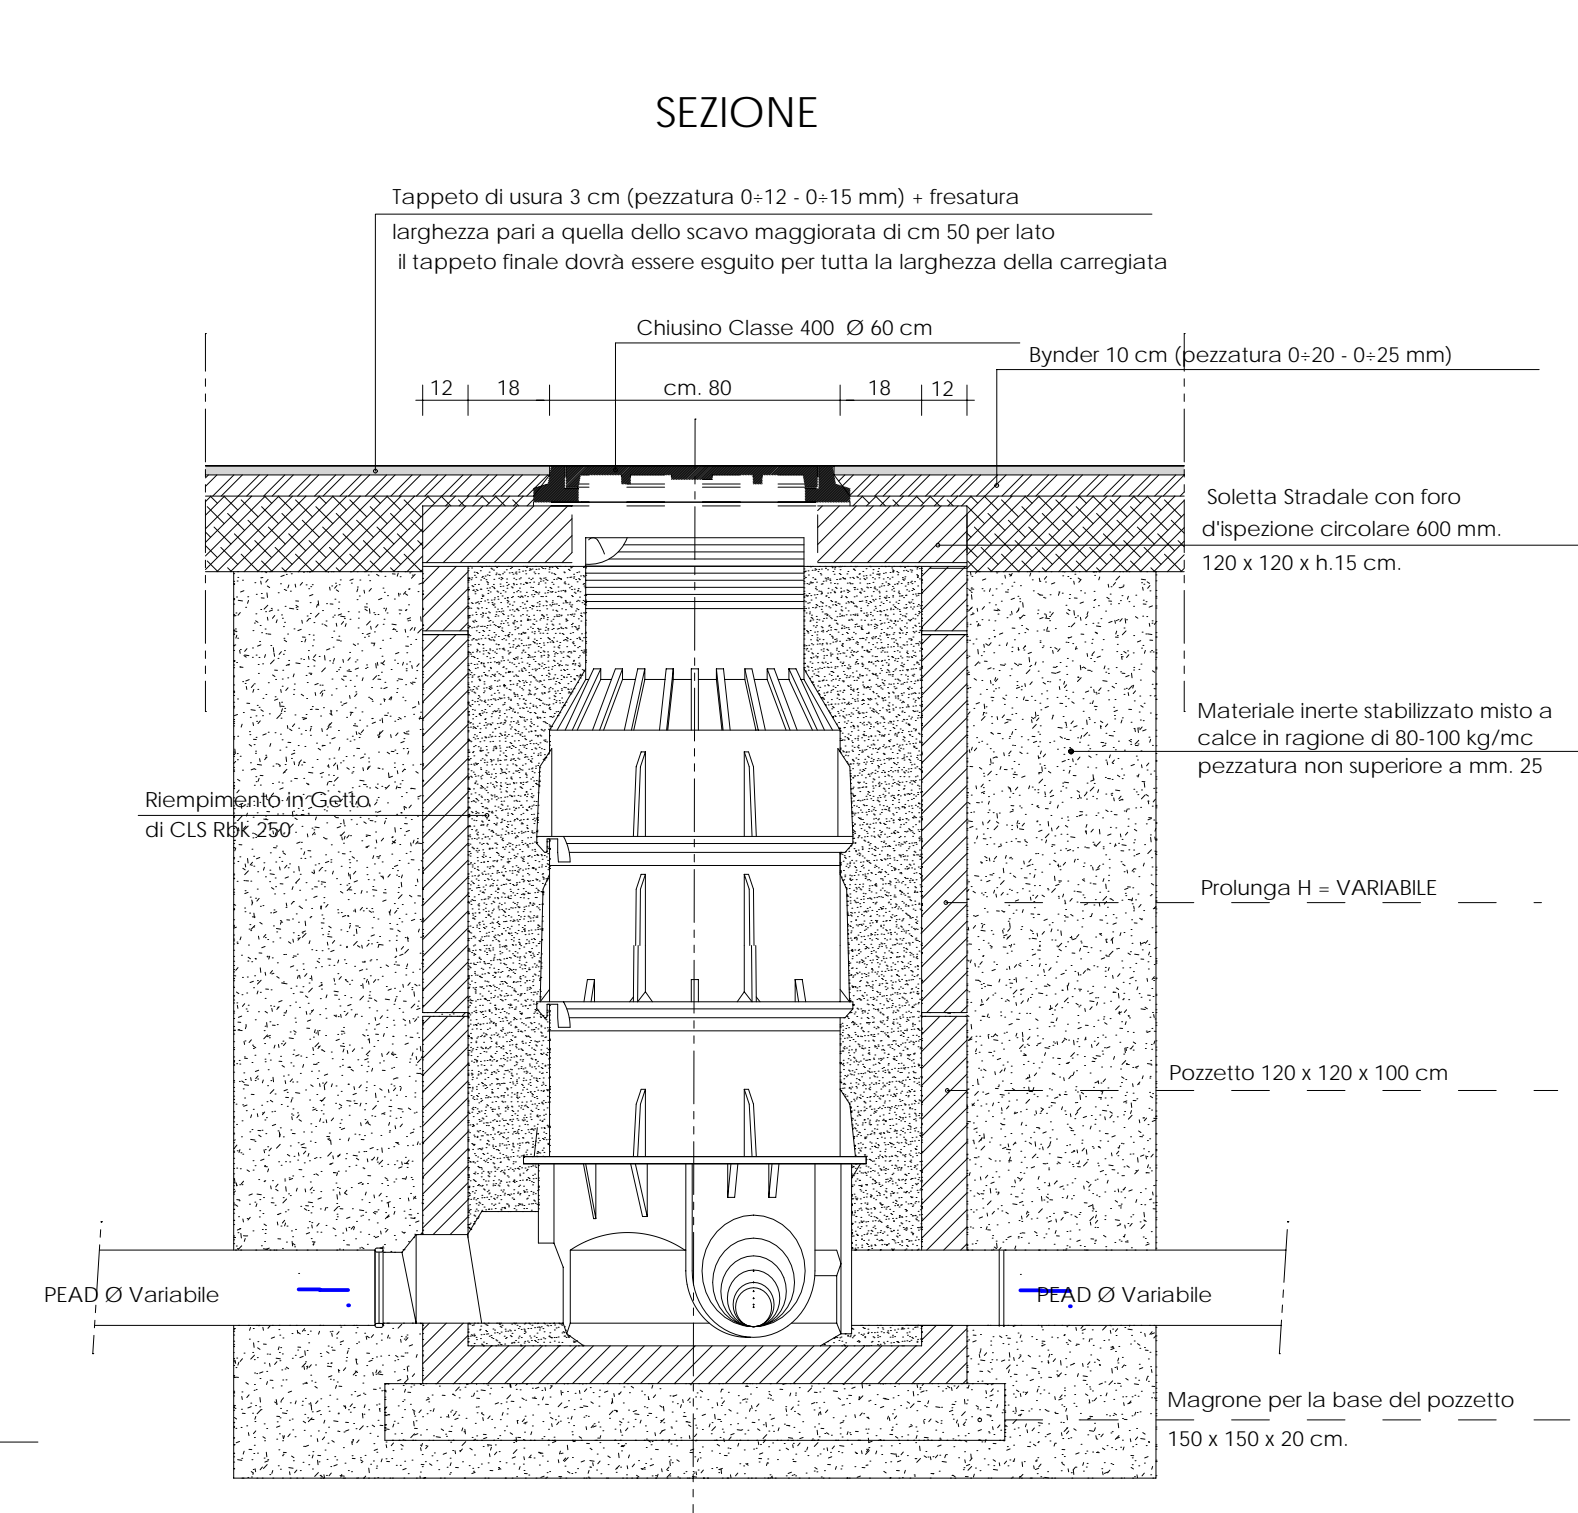 SEZIONE
Tappeto di usura 3 cm (pezzatura 0÷12 - 0÷15 mm) + fresatura
larghezza pari a quella dello scavo maggiorata di cm 50 per lato
il tappeto finale dovrà essere esguito per tutta la larghezza della carregiata
Chiusino Classe 400 Ø 60 cm
Bynder 10 cm (pezzatura 0÷20 - 0÷25 mm)
12 18 cm. 80 18 12
Soletta Stradale con foro
d'ispezione circolare 600 mm.
120 x 120 x h.15 cm.
Materiale inerte stabilizzato misto a
calce in ragione di 80-100 kg/mc
pezzatura non superiore a mm. 25
Riempimento in Getto
di CLS Rbk 250
Prolunga H = VARIABILE
Pozzetto 120 x 120 x 100 cm
PEAD Ø Variabile
PEAD Ø Variabile
Magrone per la base del pozzetto
150 x 150 x 20 cm.